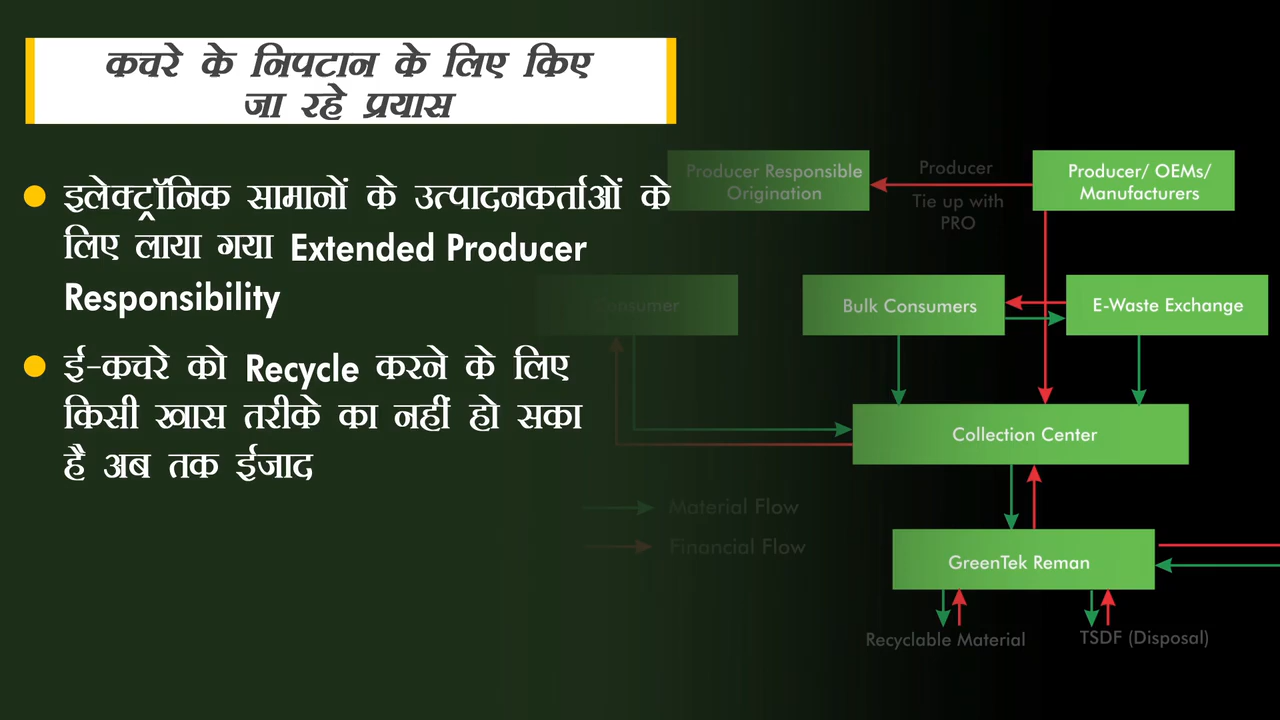 कचरे के निपटान के लिए किए
जा रहे प्रयास
इलेक्ट्रॉनिक सामानों के उत्पादनकर्ताओं के
लिए लाया गया Extended Producer
Responsibility
ई-कचरे को Recycle करने के लिए
किसी खास तरीके का नहीं हो सका
है अब तक ईजाद
Producer Responsible
Origination
Producer
Tie up with
PRO
Producer/ OEMs/
Manufacturers
Consumer
Bulk Consumers
E-Waste Exchange
Collection Center
Material Flow
Financial Flow
GreenTek Reman
Recyclable Material
TSDF (Disposal)